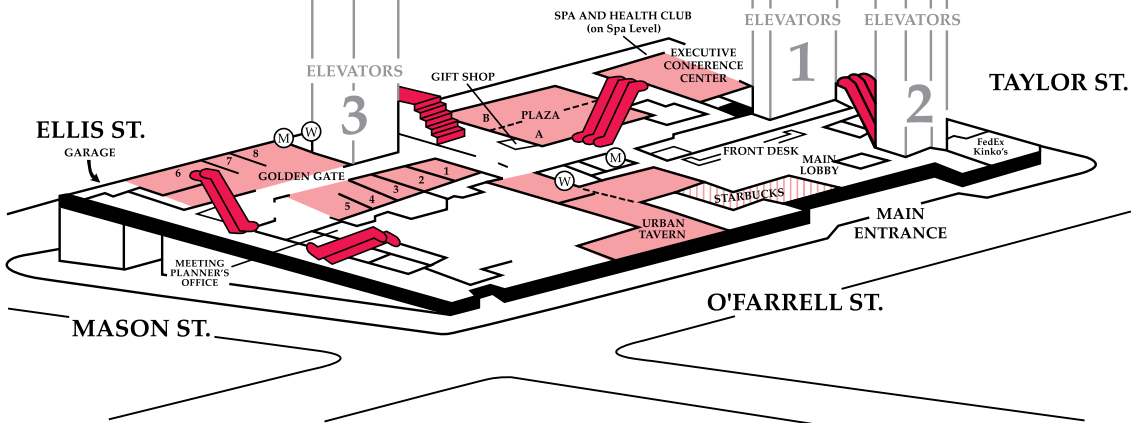 SPA AND HEALTH CLUB
(on Spa Level)
ELEVATORS
1
ELEVATORS
2
EXECUTIVE
CONFERENCE
CENTER
TAYLOR ST.
ELEVATORS
3
GIFT SHOP
PLAZA
B
A
ELLIS ST.
GARAGE
M
W
8
7
6
GOLDEN GATE
1
2
3
4
5
M
W
FRONT DESK
MAIN
LOBBY
FedEx
Kinko's
STARBUCKS
URBAN
TAVERN
MAIN
ENTRANCE
MEETING
PLANNER'S
OFFICE
O'FARRELL ST.
MASON ST.